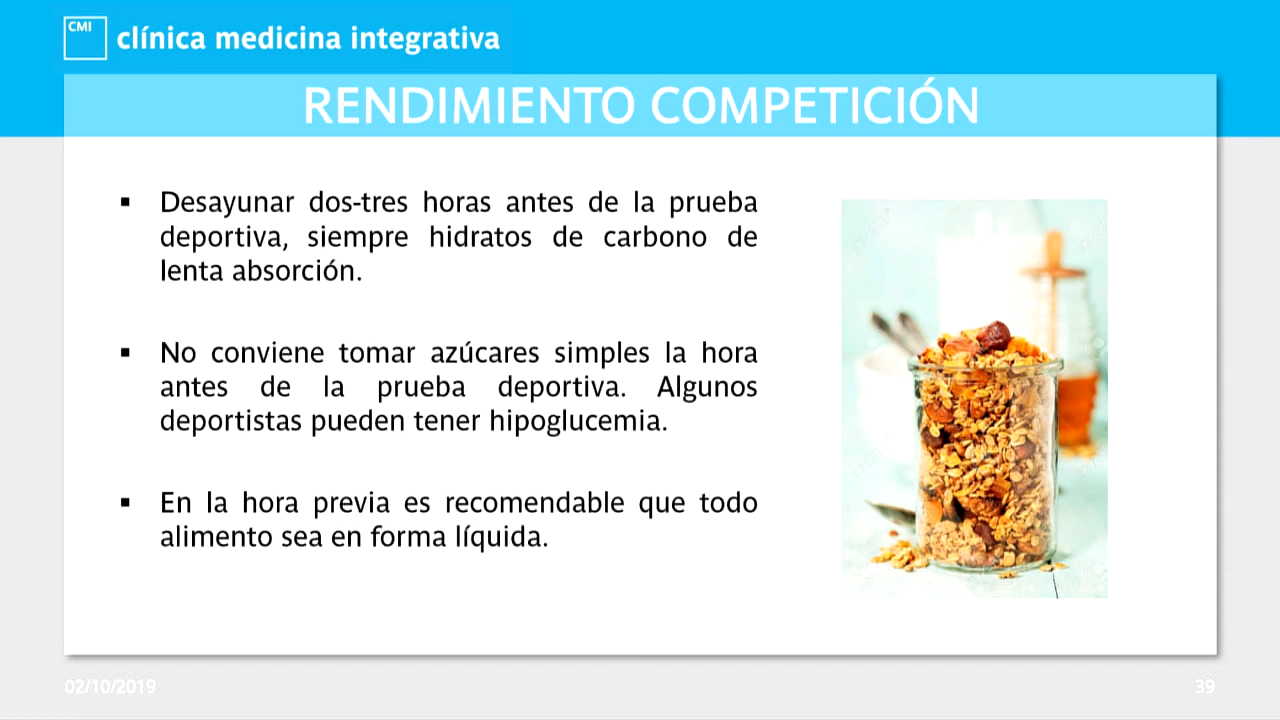 CMI
clínica medicina integrativa
RENDIMIENTO COMPETICIÓN
▪ Desayunar dos-tres horas antes de la prueba
deportiva, siempre hidratos de carbono de
lenta absorción.
▪ No conviene tomar azúcares simples la hora
antes de la prueba deportiva. Algunos
deportistas pueden tener hipoglucemia.
▪ En la hora previa es recomendable que todo
alimento sea en forma líquida.
02/10/2019
39